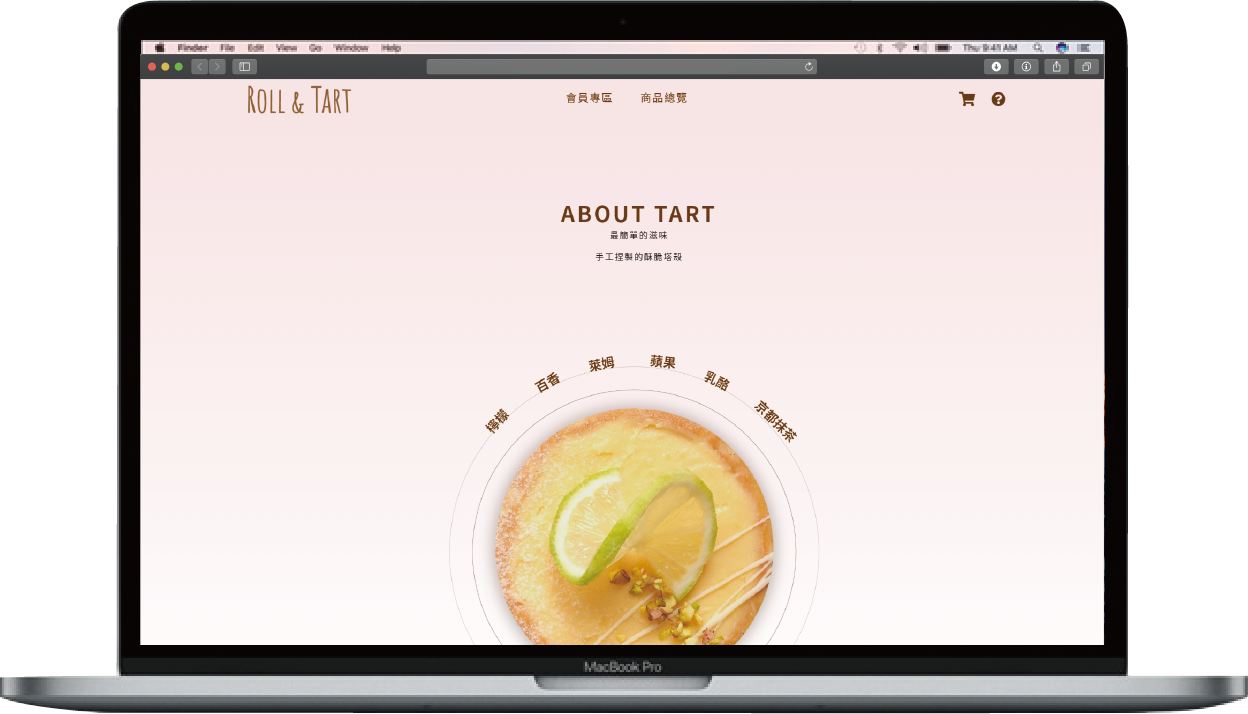 Finder File Edit View Go Window Help Thu 9:41 AM
ROLL & TART 會員專區 商品總覽
ABOUT TART
最簡單的滋味
手工捏製的酥脆塔殼
檸檬 百香 萊姆 蘋果 乳酪 京都抹茶
MacBook Pro